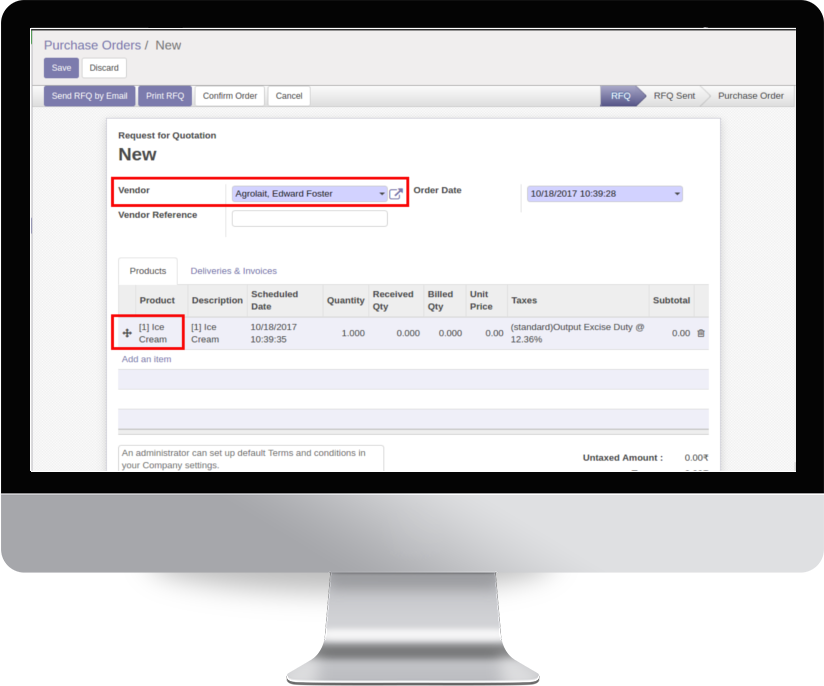 Purchase Orders / New
Save Discard
Send RFQ by Email Print RFQ Confirm Order Cancel RFQ RFQ Sent Purchase Order
Request for Quotation
New
Vendor Agrolait, Edward Foster Order Date 10/18/2017 10:39:28
Vendor Reference
Products Deliveries & Invoices
Product Description Scheduled Date Quantity Received Qty Billed Qty Unit Price Taxes Subtotal
[1] Ice Cream [1] Ice Cream 10/18/2017 10:39:35 1.000 0.000 0.000 0.00 (standard)Output Excise Duty @ 12.36% 0.00
Add an item
An administrator can set up default Terms and conditions in
your Company settings.
Untaxed Amount : 0.00₹